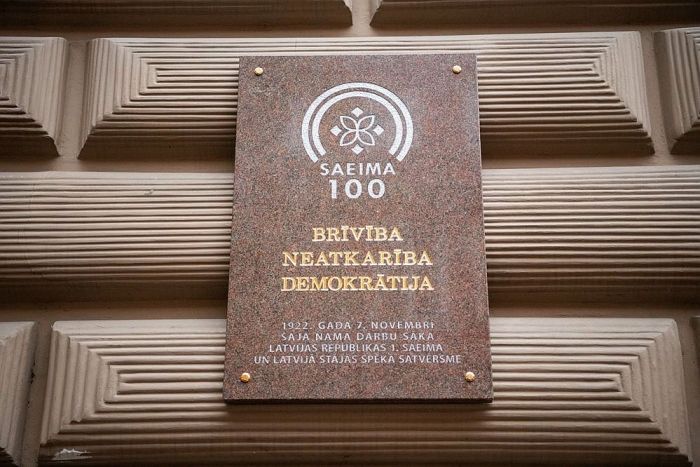 SAEIMA
100
BRĪVĪBA
NEATKARĪBA
DEMOKRĀTIJA
1922. GADA 7. NOVEMBRĪ
ŠAJĀ NAMĀ DARBU SĀKA
LATVIJAS REPUBLIKAS 1. SAEIMA
UN LATVIJĀ STĀJĀS SPĒKĀ SATVERSME